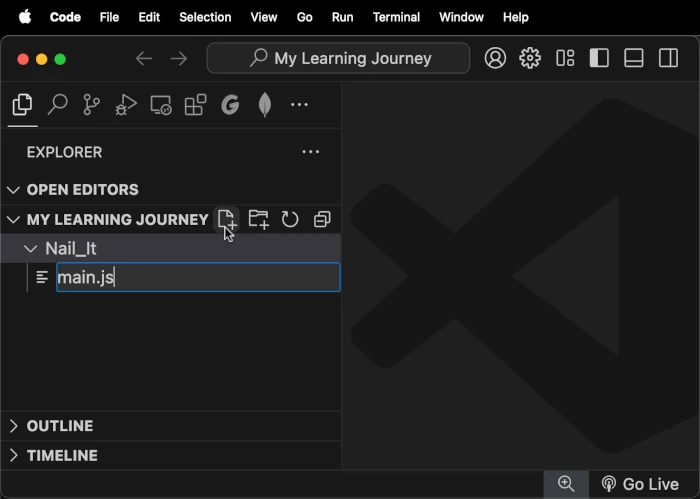 Code File Edit Selection View Go Run Terminal Window Help
My Learning Journey
EXPLORER
OPEN EDITORS
MY LEARNING JOURNEY
Nail_It
main.js
OUTLINE
TIMELINE
Go Live